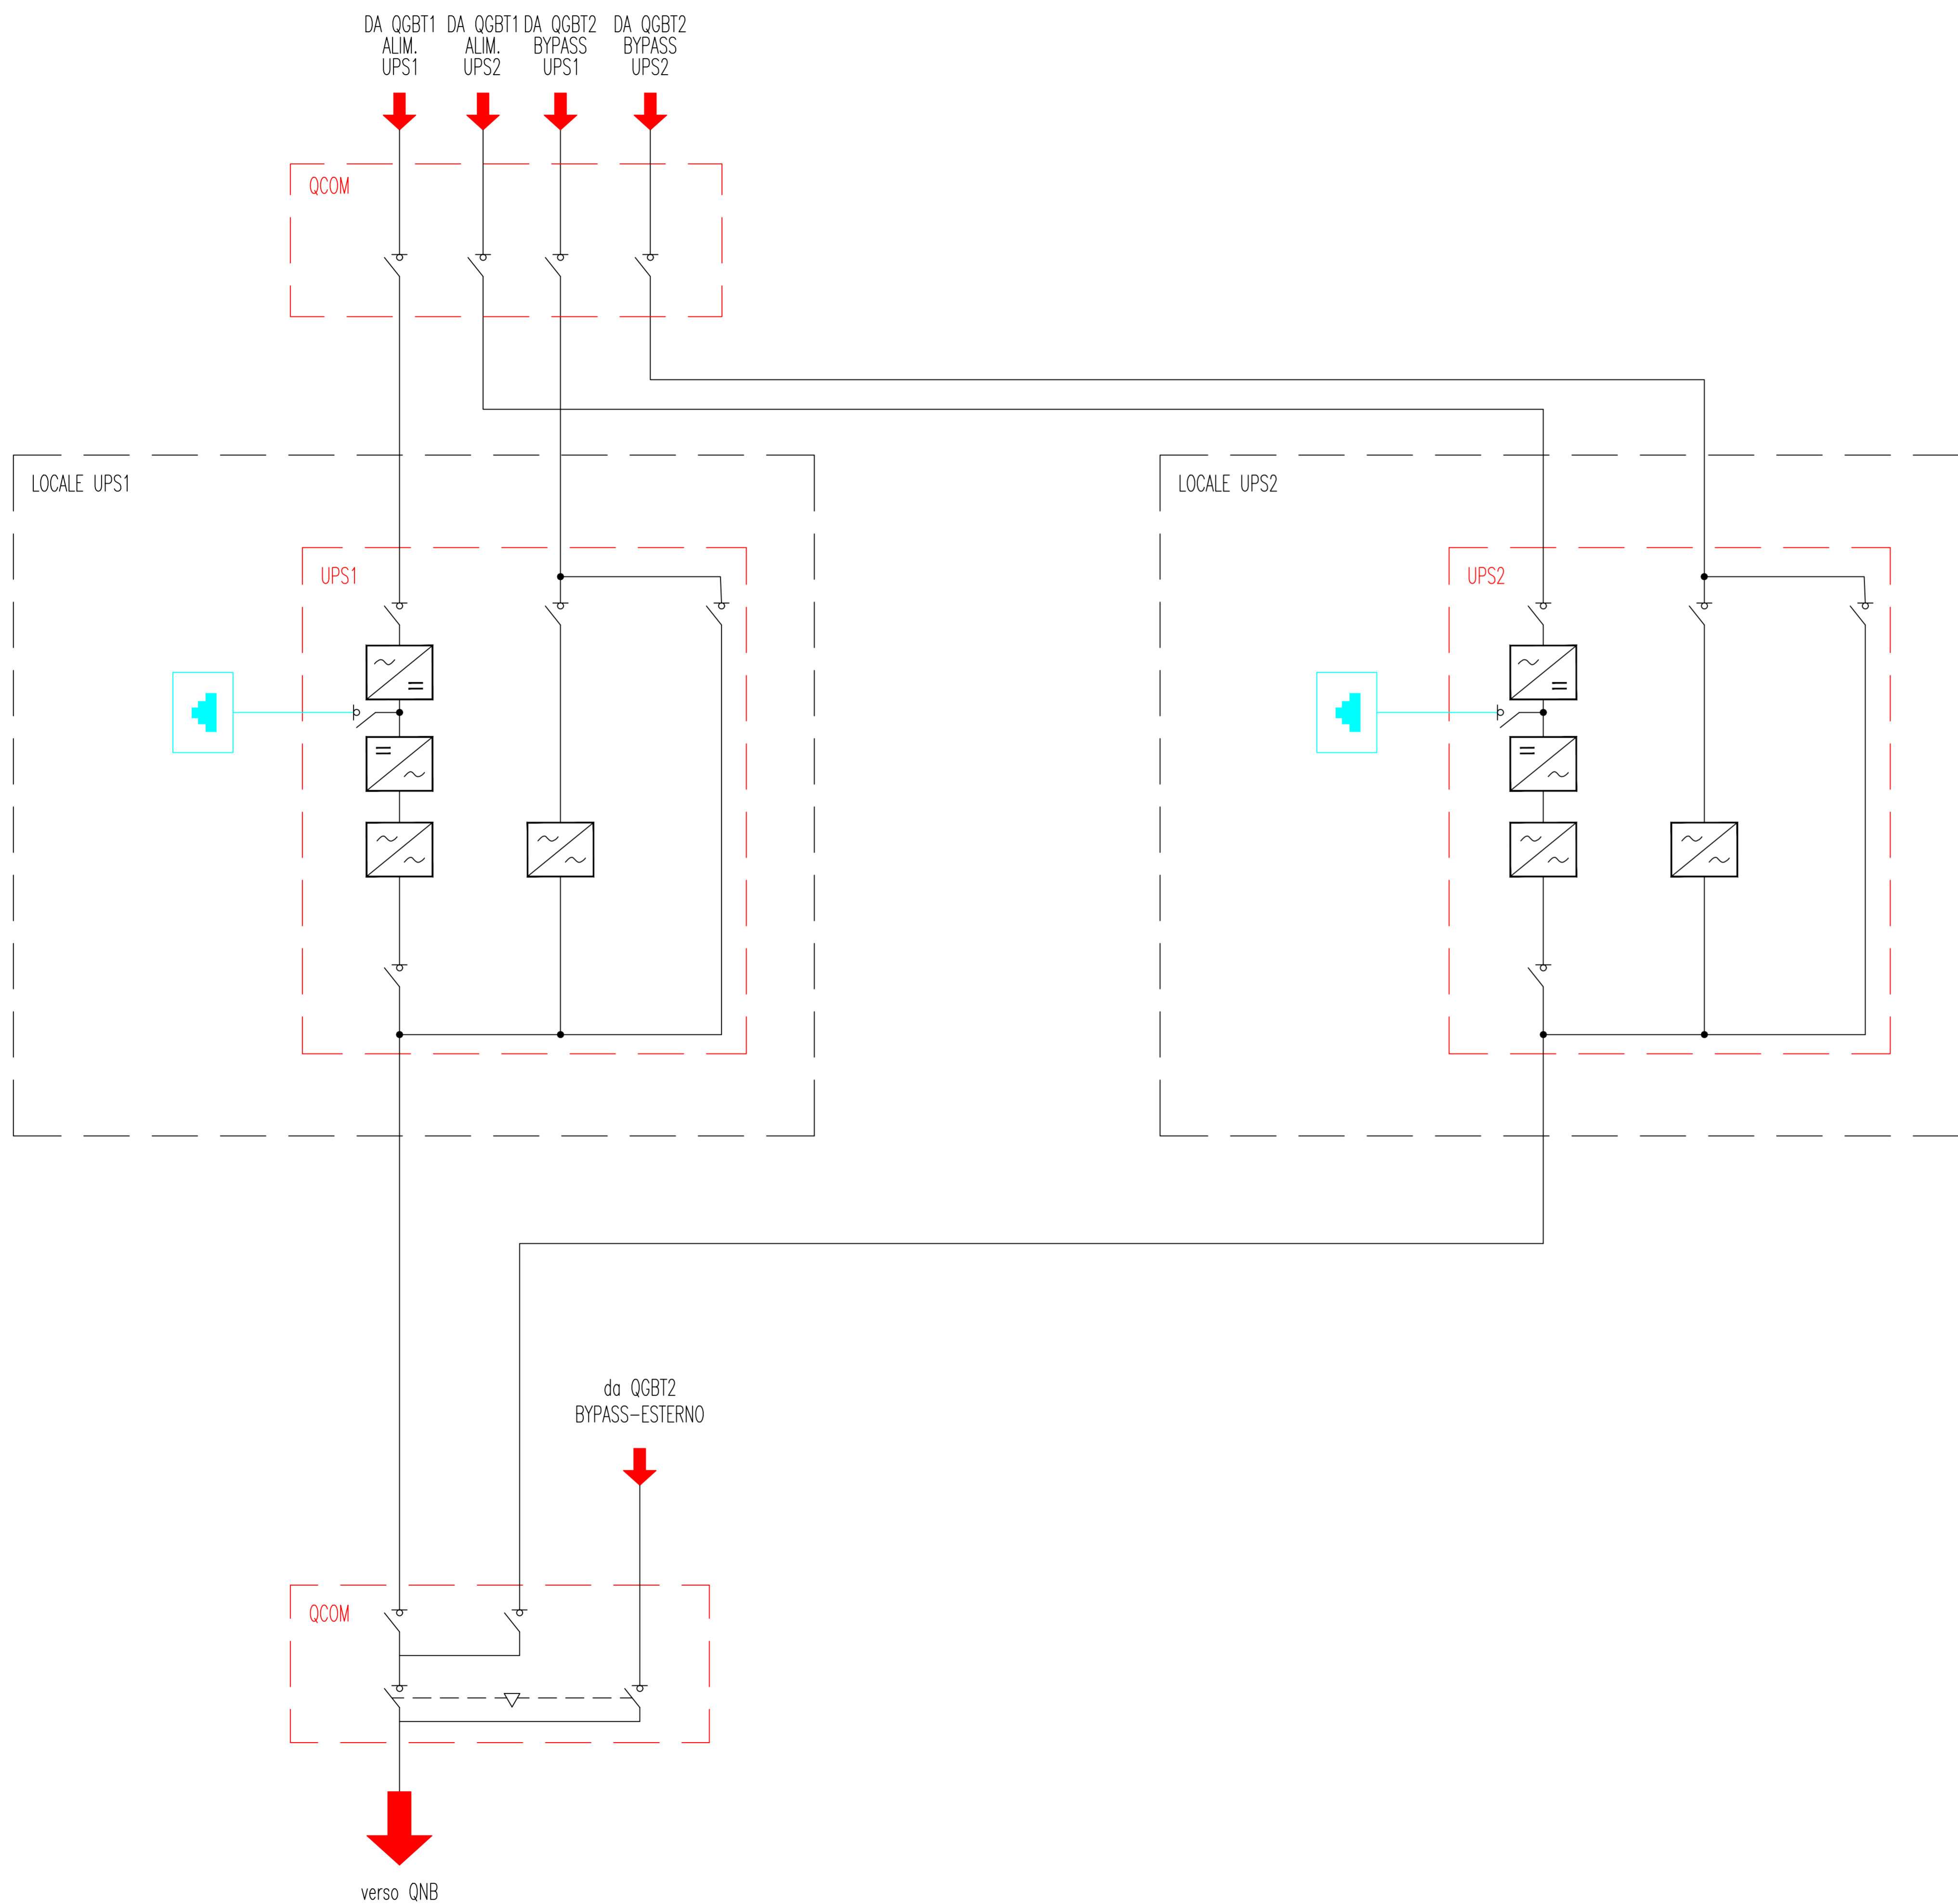 DA QGBT1
ALIM.
UPS1
DA QGBT1
ALIM.
UPS2
DA QGBT2
BYPASS
UPS1
DA QGBT2
BYPASS
UPS2
QCOM
LOCALE UPS1
LOCALE UPS2
UPS1
UPS2
da QGBT2
BYPASS-ESTERNO
QCOM
verso QNB